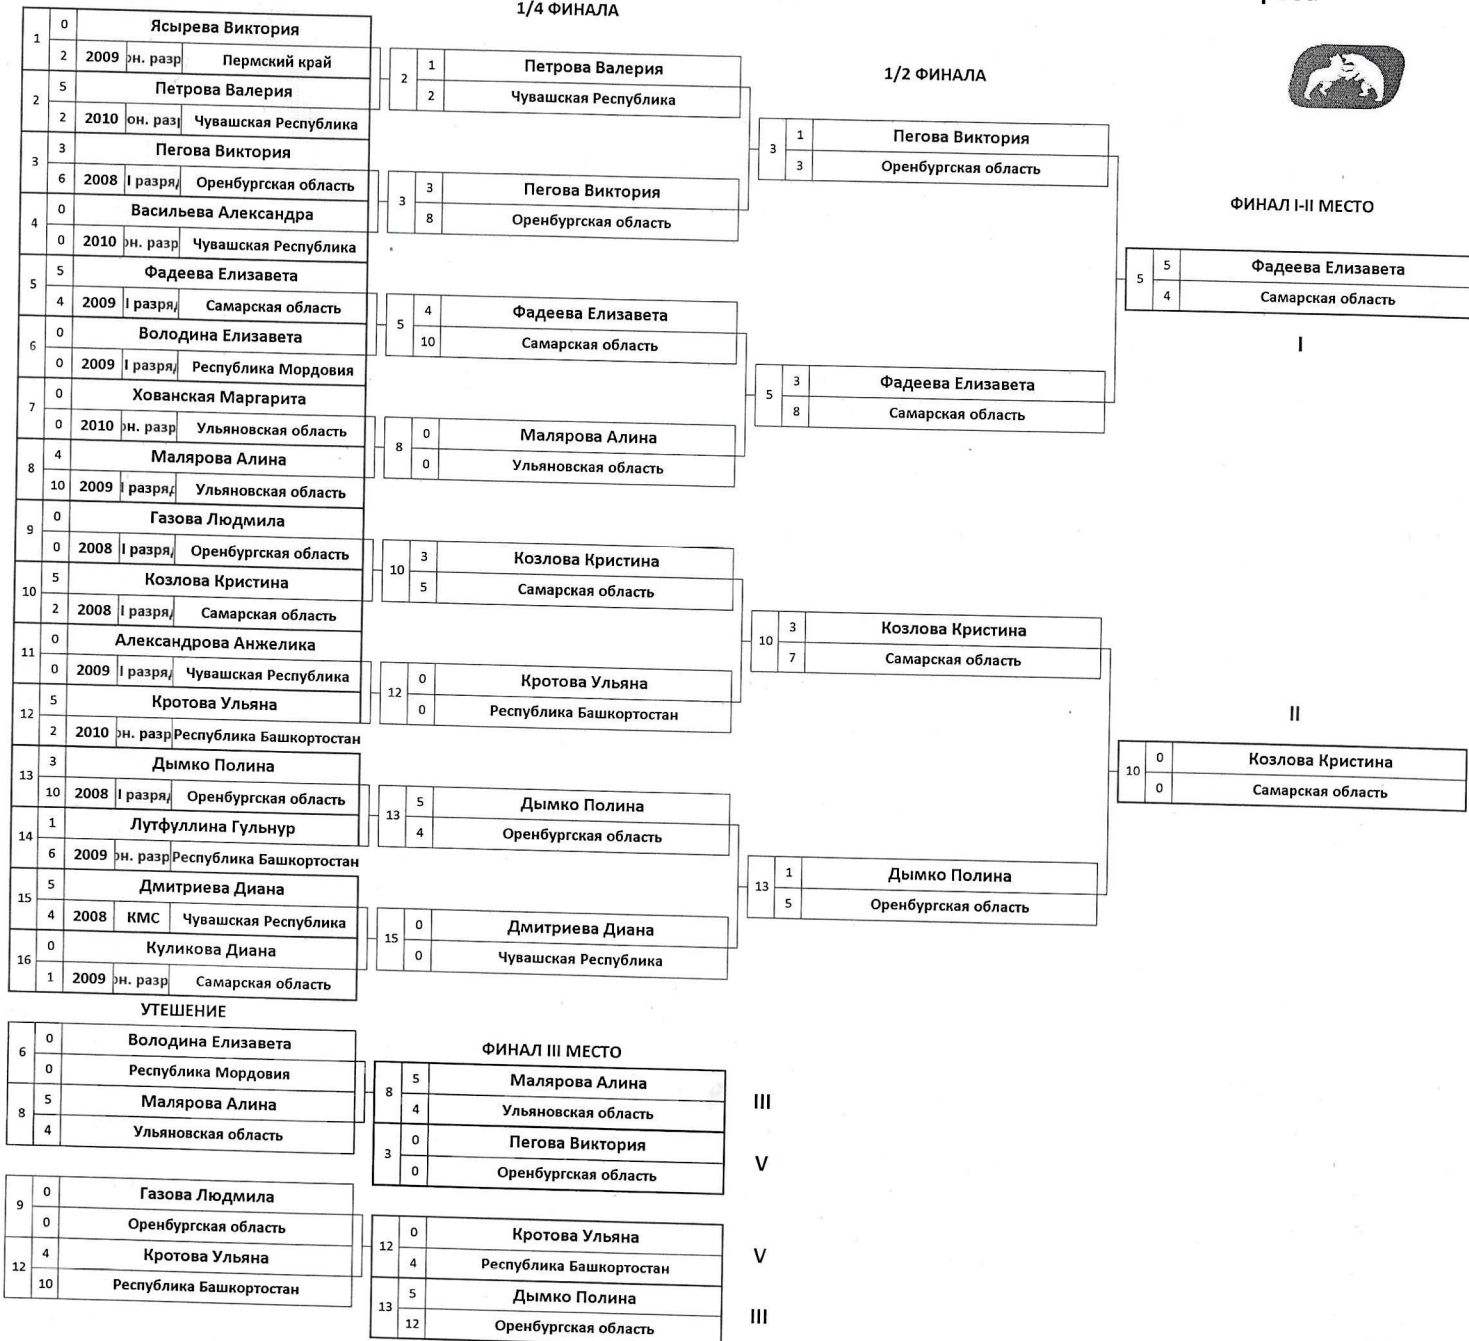 1/4 ФИНАЛА
1 0 Ясырева Виктория
2 2009 он. разр Пермский край
2 5 Петрова Валерия
2 2010 он. разр Чувашская Республика
3 3 Пегова Виктория
6 2008 I разря Оренбургская область
4 0 Васильева Александра
0 2010 он. разр Чувашская Республика
5 5 Фадеева Елизавета
4 2009 I разря Самарская область
6 0 Володина Елизавета
0 2009 I разря Республика Мордовия
7 0 Хованская Маргарита
0 2010 он. разр Ульяновская область
8 4 Малярова Алина
10 2009 I разря Ульяновская область
9 0 Газова Людмила
0 2008 I разря Оренбургская область
10 5 Козлова Кристина
2 2008 I разря Самарская область
11 0 Александрова Анжелика
0 2009 I разря Чувашская Республика
12 5 Кротова Ульяна
2 2010 он. разр Республика Башкортостан
13 3 Дымко Полина
10 2008 I разря Оренбургская область
14 1 Лутфуллина Гульнур
6 2009 он. разр Республика Башкортостан
15 5 Дмитриева Диана
4 2008 КМС Чувашская Республика
16 0 Куликова Диана
1 2009 он. разр Самарская область
2 1 Петрова Валерия
2 Чувашская Республика
3 3 Пегова Виктория
8 Оренбургская область
5 4 Фадеева Елизавета
10 Самарская область
8 0 Малярова Алина
0 Ульяновская область
10 3 Козлова Кристина
5 Самарская область
12 0 Кротова Ульяна
0 Республика Башкортостан
13 5 Дымко Полина
4 Оренбургская область
15 0 Дмитриева Диана
0 Чувашская Республика
1/2 ФИНАЛА
3 1 Пегова Виктория
3 Оренбургская область
5 3 Фадеева Елизавета
8 Самарская область
10 3 Козлова Кристина
7 Самарская область
13 1 Дымко Полина
5 Оренбургская область
ФИНАЛ I-II МЕСТО
5 5 Фадеева Елизавета
4 Самарская область
I
II
10 0 Козлова Кристина
0 Самарская область
УТЕШЕНИЕ
6 0 Володина Елизавета
0 Республика Мордовия
8 5 Малярова Алина
4 Ульяновская область
9 0 Газова Людмила
0 Оренбургская область
12 4 Кротова Ульяна
10 Республика Башкортостан
ФИНАЛ III МЕСТО
8 5 Малярова Алина III
4 Ульяновская область
3 0 Пегова Виктория V
0 Оренбургская область
12 0 Кротова Ульяна V
4 Республика Башкортостан
13 5 Дымко Полина III
12 Оренбургская область